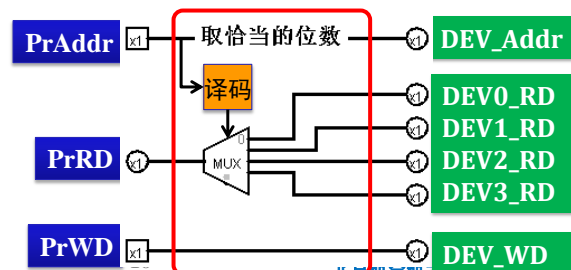 PrAddr x1 取恰当的位数 x1 DEV_Addr
译码
x1 DEV0_RD
0
x1 DEV1_RD
PrRD x1 MUX x1 DEV2_RD
x1 DEV3_RD
PrWD x1 x1 DEV_WD